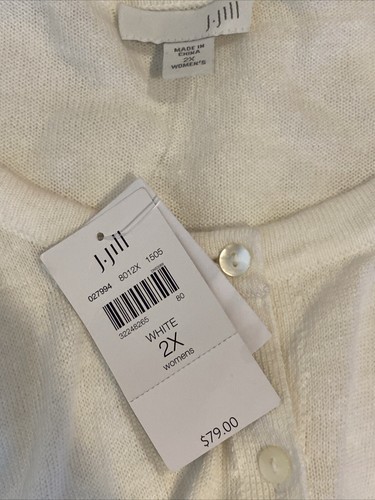 J.Jill
MADE IN
CHINA
2X
WOMEN'S
J.Jill
027994 8012X 1505
32248265 80
WHITE
2X
womens
$79.00